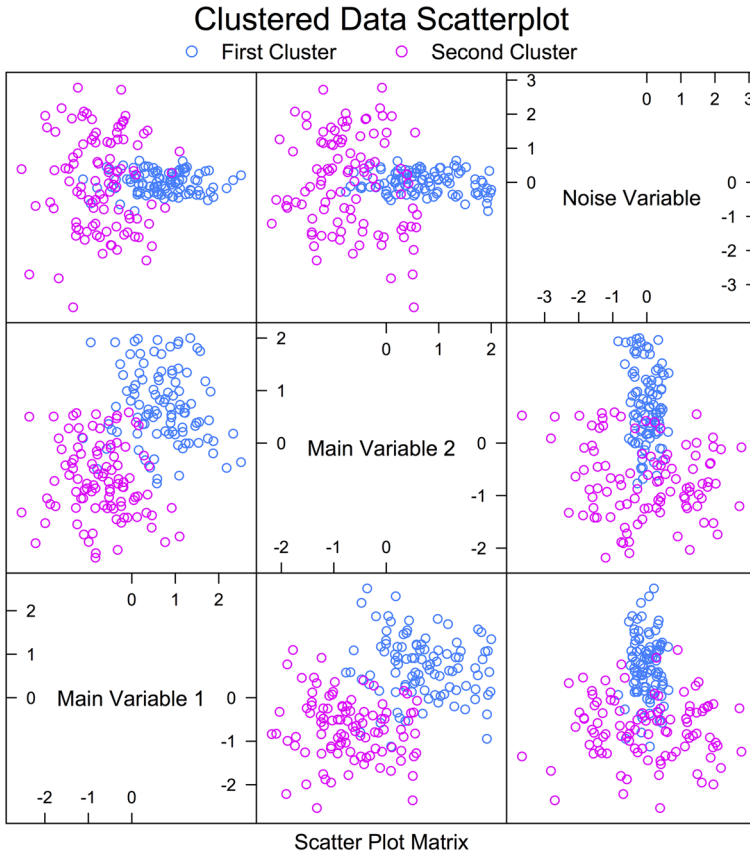 Clustered Data Scatterplot
First Cluster Second Cluster
3
2
1
0
0 1 2 3
Noise Variable
0
-1
-2
-3
-3 -2 -1 0
2
1
0
0 1 2
Main Variable 2
0
-1
-2
-2 -1 0
2
1
0
0 1 2
Main Variable 1
0
-1
-2
-2 -1 0
Scatter Plot Matrix